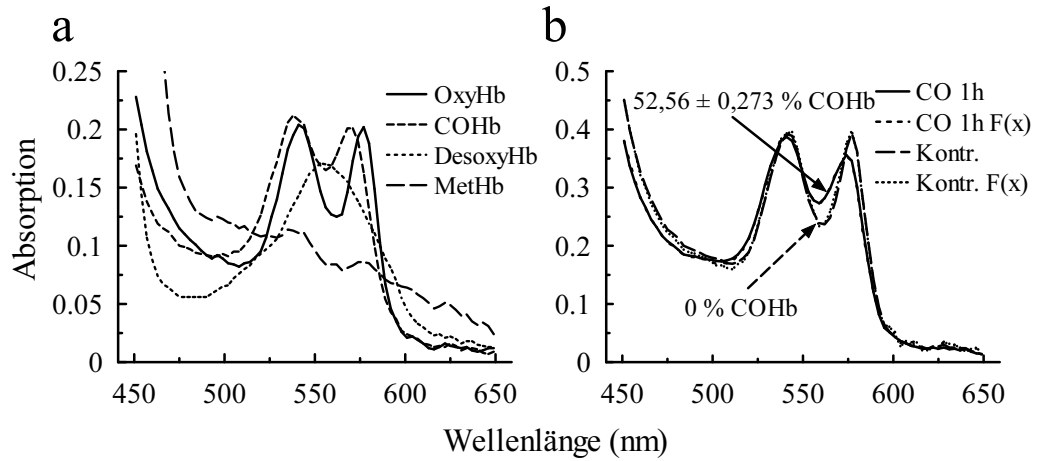 a
0.25
0.2
0.15
0.1
0.05
0
450 500 550 600 650
OxyHb
COHb
DesoxyHb
MetHb
Absorption
b
0.5
0.4
0.3
0.2
0.1
0
450 500 550 600 650
52,56 ± 0,273 % COHb
0 % COHb
CO 1h
CO 1h F(x)
Kontr.
Kontr. F(x)
Wellenlänge (nm)